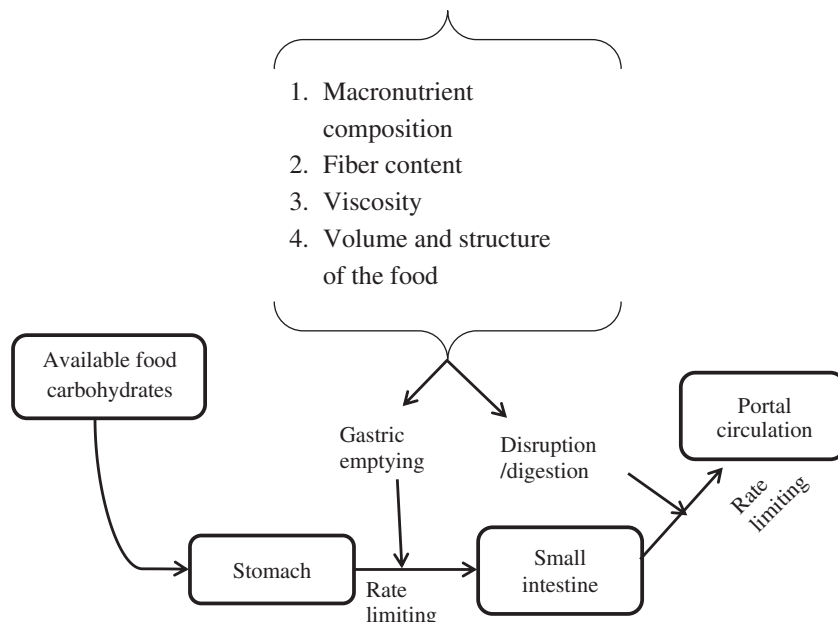 1. Macronutrient
composition
2. Fiber content
3. Viscosity
4. Volume and structure
of the food
Available food
carbohydrates
Portal
circulation
Gastric
emptying
Disruption
/digestion
Rate
limiting
Stomach
Rate
limiting
Small
intestine